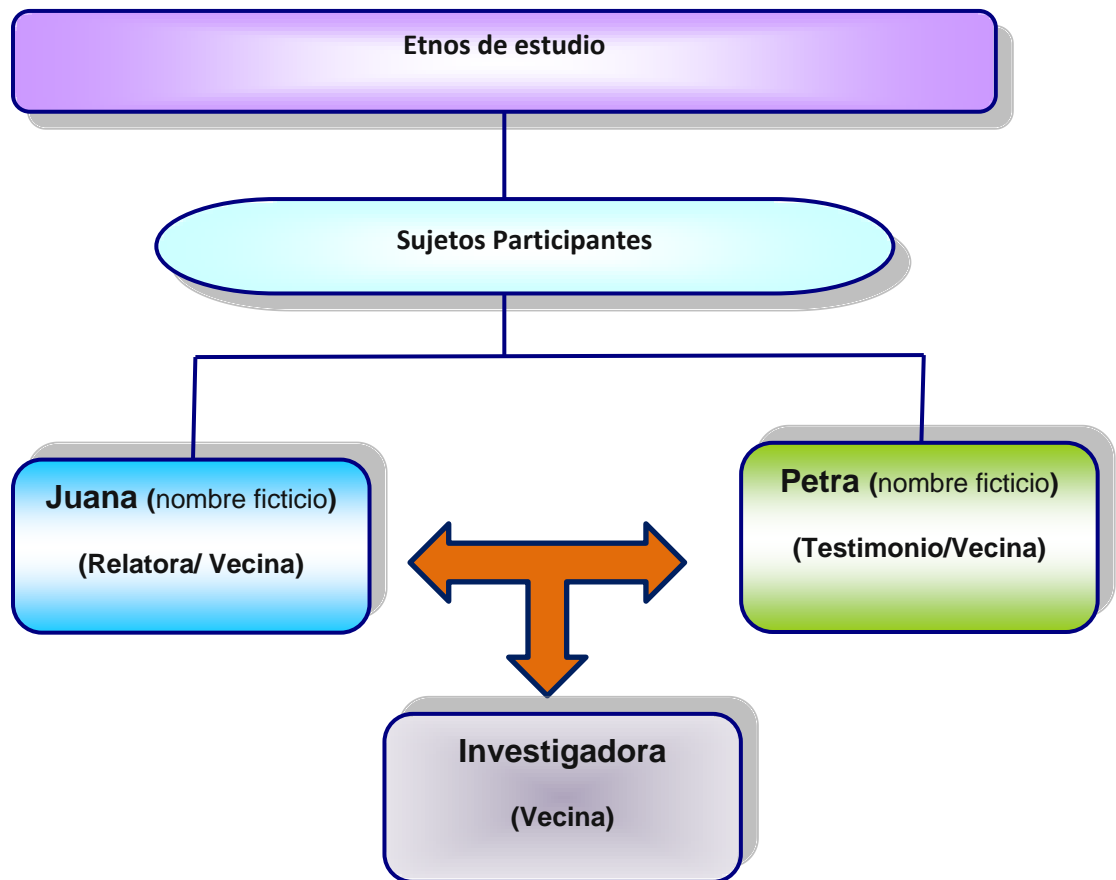 Etnos de estudio
Sujetos Participantes
Juana (nombre ficticio)
(Relatora/ Vecina)
Petra (nombre ficticio)
(Testimonio/Vecina)
Investigadora
(Vecina)